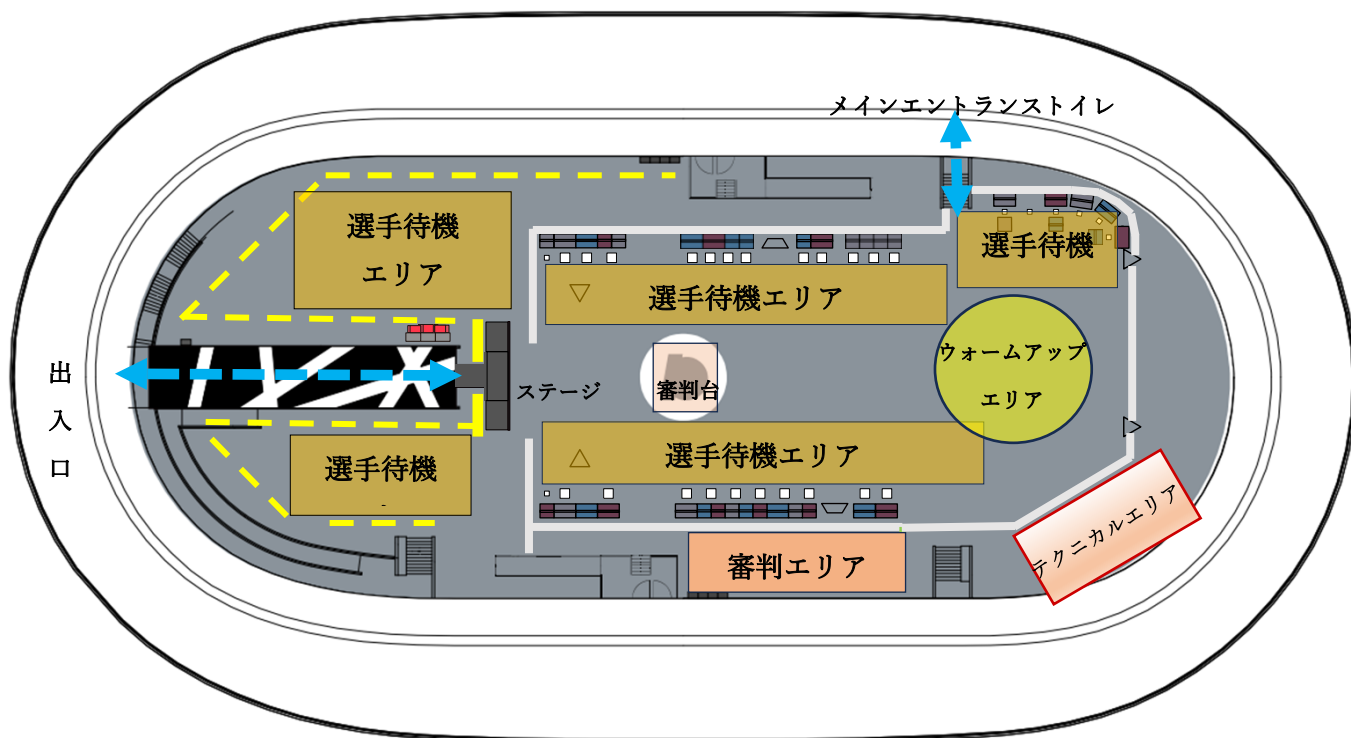 メインエントランストイレ
選手待機
エリア
選手待機
選手待機エリア
ウォームアップ
エリア
出入口
ステージ
審判台
選手待機エリア
選手待機
審判エリア
テクニカルエリア